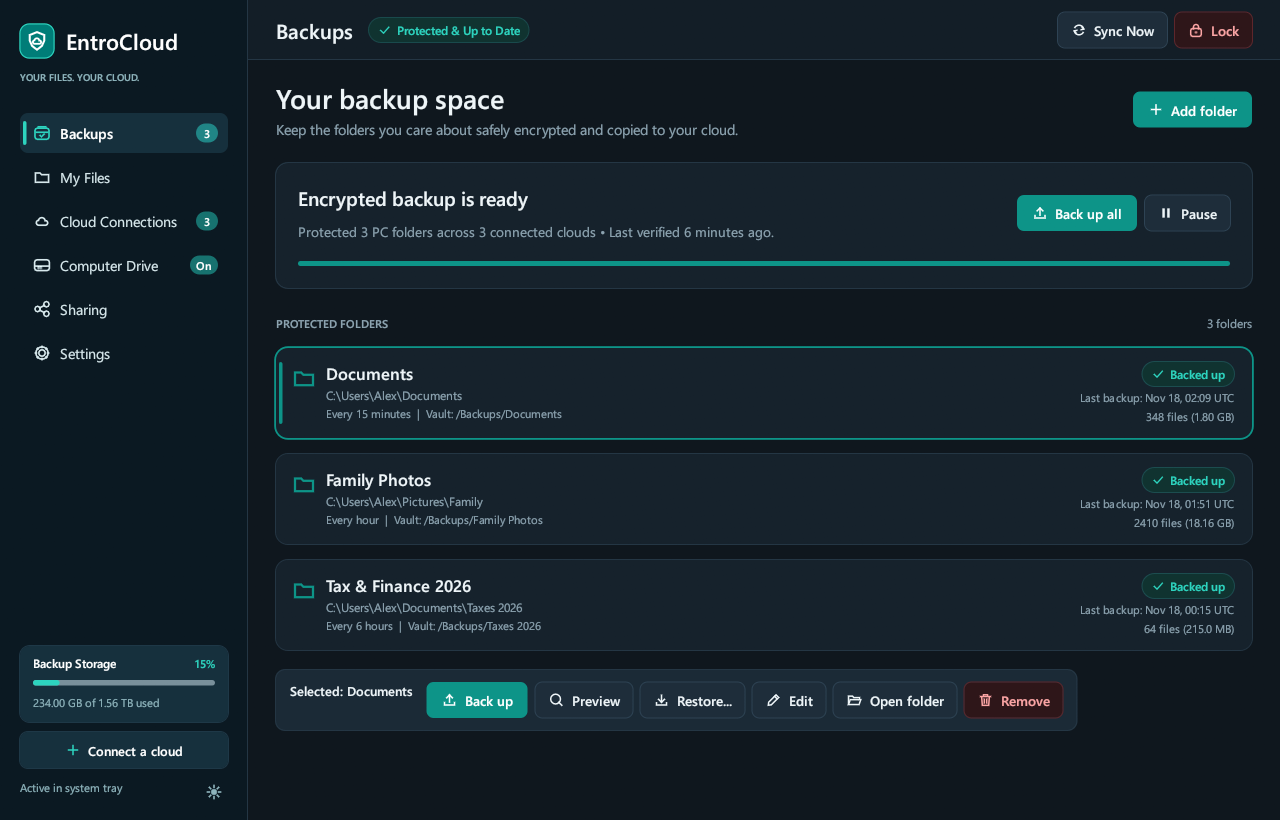 EntroCloud
YOUR FILES. YOUR CLOUD.
Backups 3
My Files
Cloud Connections 3
Computer Drive On
Sharing
Settings
Backup Storage 15%
234.00 GB of 1.56 TB used
Connect a cloud
Active in system tray
Backups Protected & Up to Date Sync Now Lock
Your backup space
Keep the folders you care about safely encrypted and copied to your cloud.
Add folder
Encrypted backup is ready
Protected 3 PC folders across 3 connected clouds • Last verified 6 minutes ago.
Back up all Pause
PROTECTED FOLDERS 3 folders
Documents
C:\Users\Alex\Documents
Every 15 minutes | Vault: /Backups/Documents
Backed up
Last backup: Nov 18, 02:09 UTC
348 files (1.80 GB)
Family Photos
C:\Users\Alex\Pictures\Family
Every hour | Vault: /Backups/Family Photos
Backed up
Last backup: Nov 18, 01:51 UTC
2410 files (18.16 GB)
Tax & Finance 2026
C:\Users\Alex\Documents\Taxes 2026
Every 6 hours | Vault: /Backups/Taxes 2026
Backed up
Last backup: Nov 18, 00:15 UTC
64 files (215.0 MB)
Selected: Documents Back up Preview Restore... Edit Open folder Remove